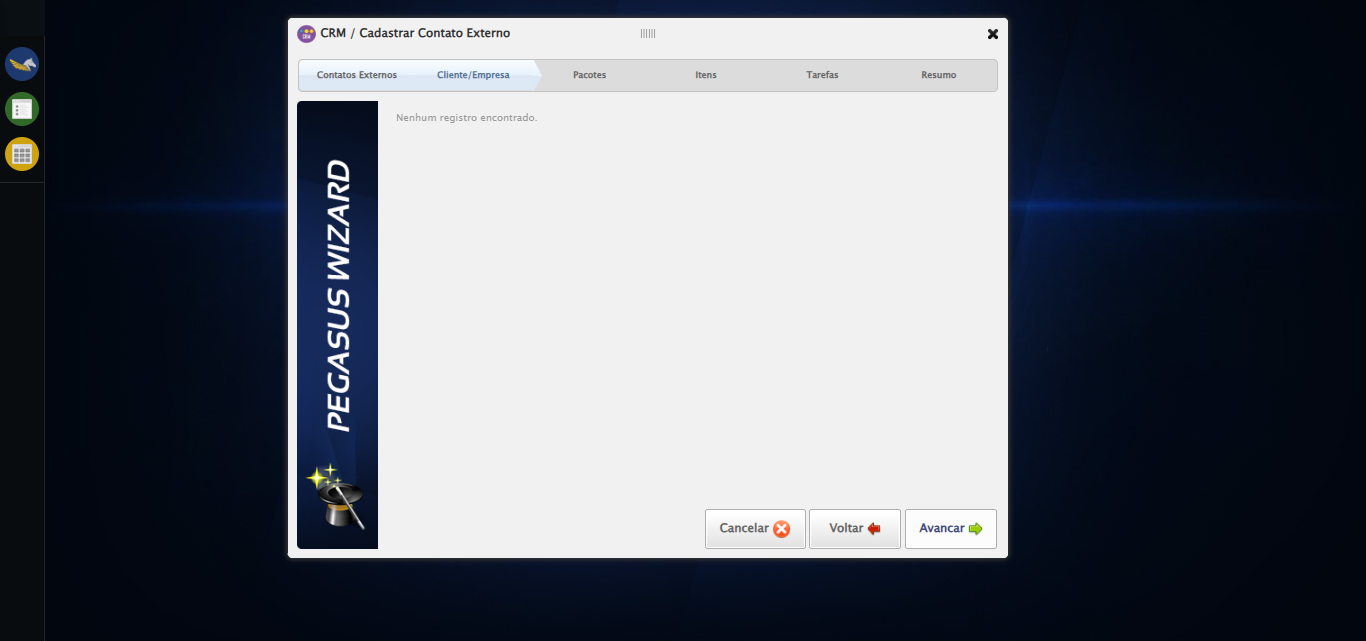 CRM / Cadastrar Contato Externo
Contatos Externos
Cliente/Empresa
Pacotes
Itens
Tarefas
Resumo
Nenhum registro encontrado.
PEGASUS WIZARD
Cancelar
Voltar
Avancar